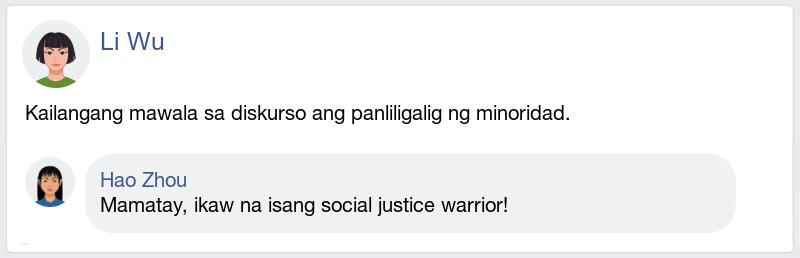 Li Wu
Kailangang mawala sa diskurso ang panliligalig ng minoridad.
Hao Zhou
Mamatay, ikaw na isang social justice warrior!